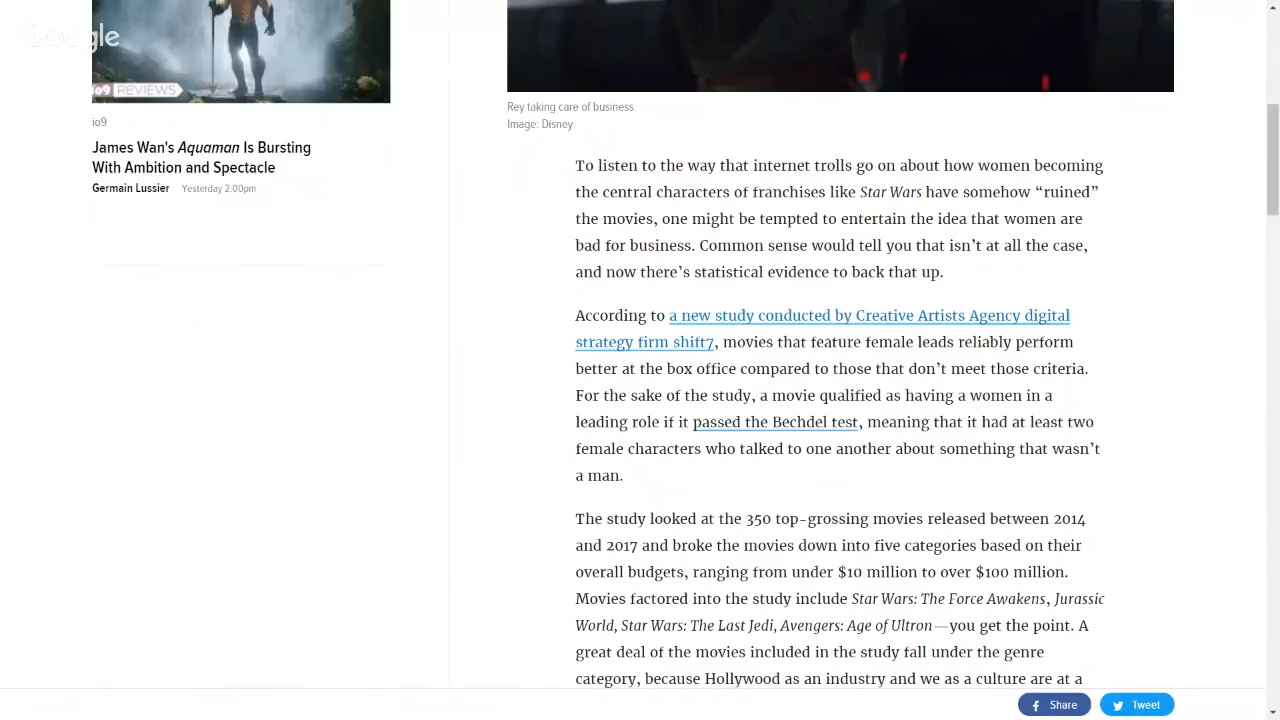 Google
io9 REVIEWS
io9
James Wan's Aquaman Is Bursting
With Ambition and Spectacle
Germain Lussier Yesterday 2:00pm
Rey taking care of business.
Image: Disney
To listen to the way that internet trolls go on about how women becoming
the central characters of franchises like Star Wars have somehow “ruined”
the movies, one might be tempted to entertain the idea that women are
bad for business. Common sense would tell you that isn’t at all the case,
and now there’s statistical evidence to back that up.
According to a new study conducted by Creative Artists Agency digital
strategy firm shift7, movies that feature female leads reliably perform
better at the box office compared to those that don’t meet those criteria.
For the sake of the study, a movie qualified as having a women in a
leading role if it passed the Bechdel test, meaning that it had at least two
female characters who talked to one another about something that wasn’t
a man.
The study looked at the 350 top-grossing movies released between 2014
and 2017 and broke the movies down into five categories based on their
overall budgets, ranging from under $10 million to over $100 million.
Movies factored into the study include Star Wars: The Force Awakens, Jurassic
World, Star Wars: The Last Jedi, Avengers: Age of Ultron—you get the point. A
great deal of the movies included in the study fall under the genre
category, because Hollywood as an industry and we as a culture are at a
Share Tweet